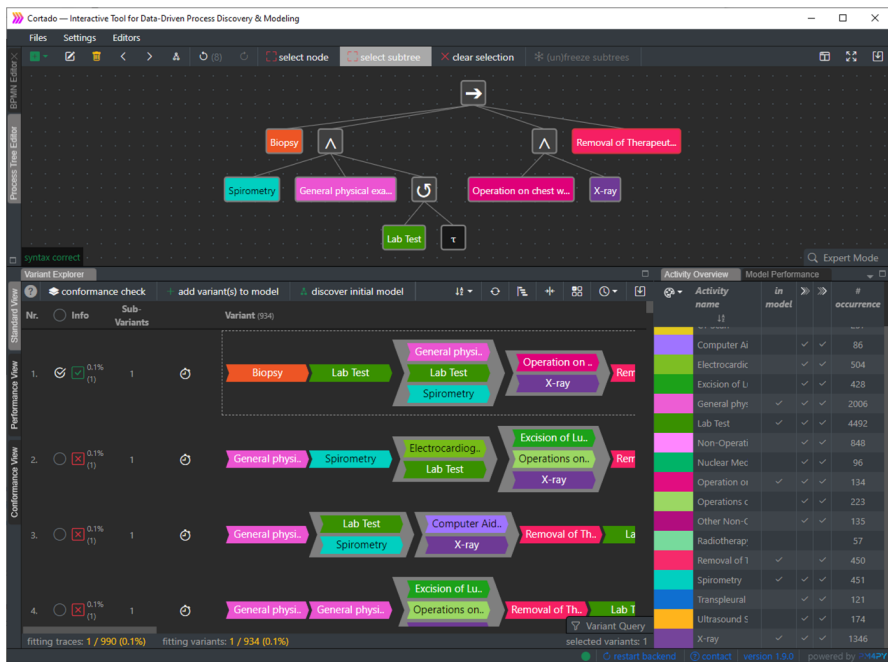 Cortado — Interactive Tool for Data-Driven Process Discovery & Modeling
Files Settings Editors
(8) select node select subtree clear selection (un)freeze subtrees
BPMN Editor
Process Tree Editor
Biopsy ∧ ∧ Removal of Therapeut...
Spirometry General physical exa... Operation on chest w... X-ray
Lab Test τ
syntax correct
Expert Mode
Variant Explorer
? conformance check + add variant(s) to model discover initial model
Standard View
Performance View
Conformance View
Nr. Info Sub-Variants Variant (934)
General physi..
1. 0.1% (1) 1 Biopsy Lab Test Lab Test Operation on .. Rem
Spirometry X-ray
Electrocardiog.. Excision of Lu..
2. 0.1% (1) 1 General physi.. Spirometry Lab Test Operations on.. Rem
X-ray
Lab Test Computer Aid..
3. 0.1% (1) 1 General physi.. Spirometry X-ray Removal of Th.. La
Excision of Lu..
4. 0.1% (1) 1 General physi.. General physi.. Operations on.. Removal of Th.. Lab T
Variant Query
fitting traces: 1 / 990 (0.1%) fitting variants: 1 / 934 (0.1%) selected variants: 1
Activity Overview Model Performance
Activity name in model # occurrence
Computer Ai 86
Electrocardic 504
Excision of Lu 428
General phys 2006
Lab Test 4492
Non-Operati 848
Nuclear Mec 96
Operation or 134
Operations c 223
Other Non-C 135
Radiotherapy 57
Removal of T 450
Spirometry 451
Transpleural 121
Ultrasound S 174
X-ray 1346
restart backend contact version 1.9.0 powered by